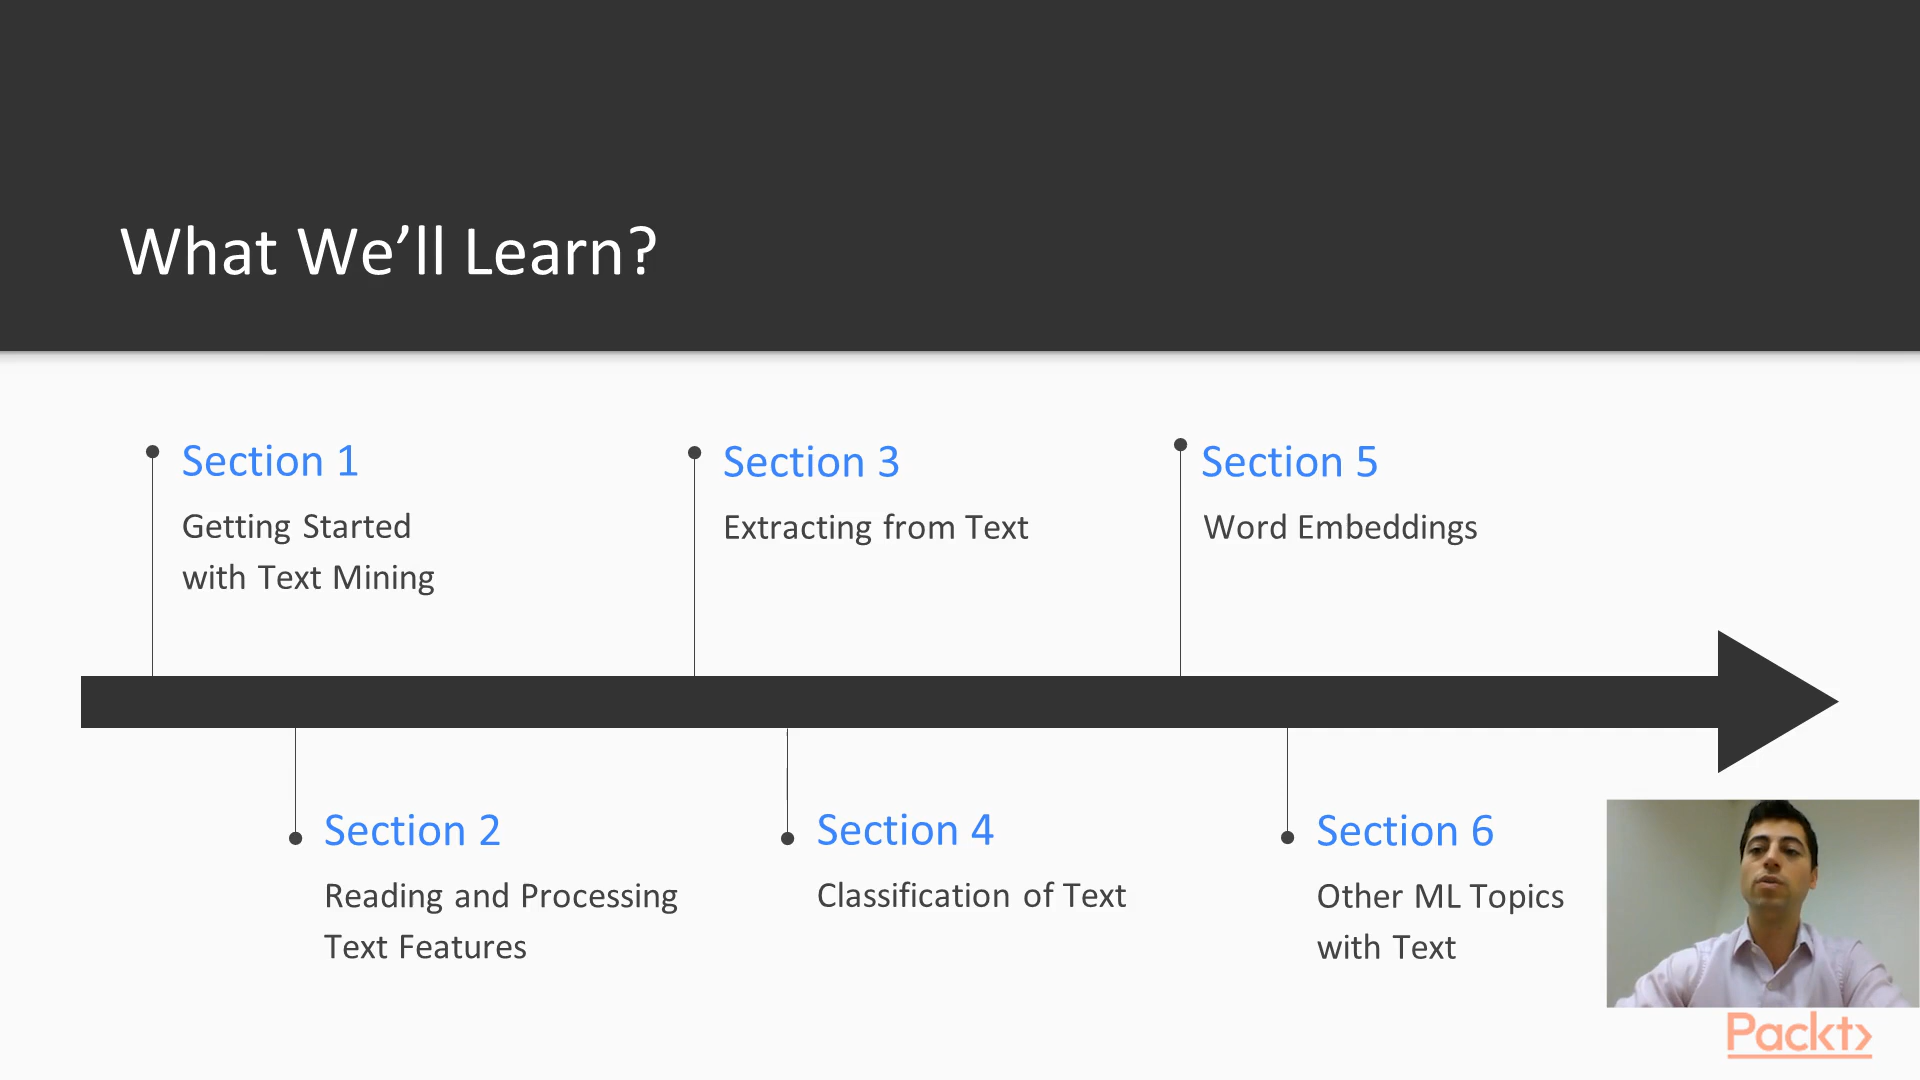 What We’ll Learn?
Section 1
Getting Started
with Text Mining
Section 2
Reading and Processing
Text Features
Section 3
Extracting from Text
Section 4
Classification of Text
Section 5
Word Embeddings
Section 6
Other ML Topics
with Text
Packt>